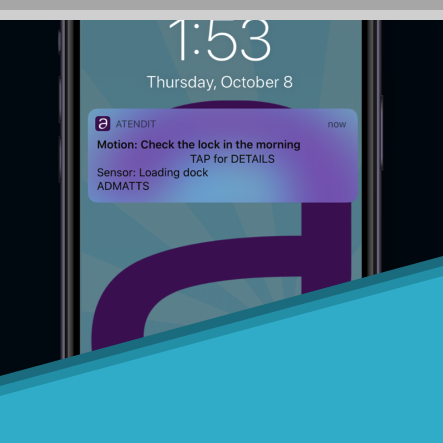 1:53
Thursday, October 8
a ATENDIT now
Motion: Check the lock in the morning
TAP for DETAILS
Sensor: Loading dock
ADMATTS